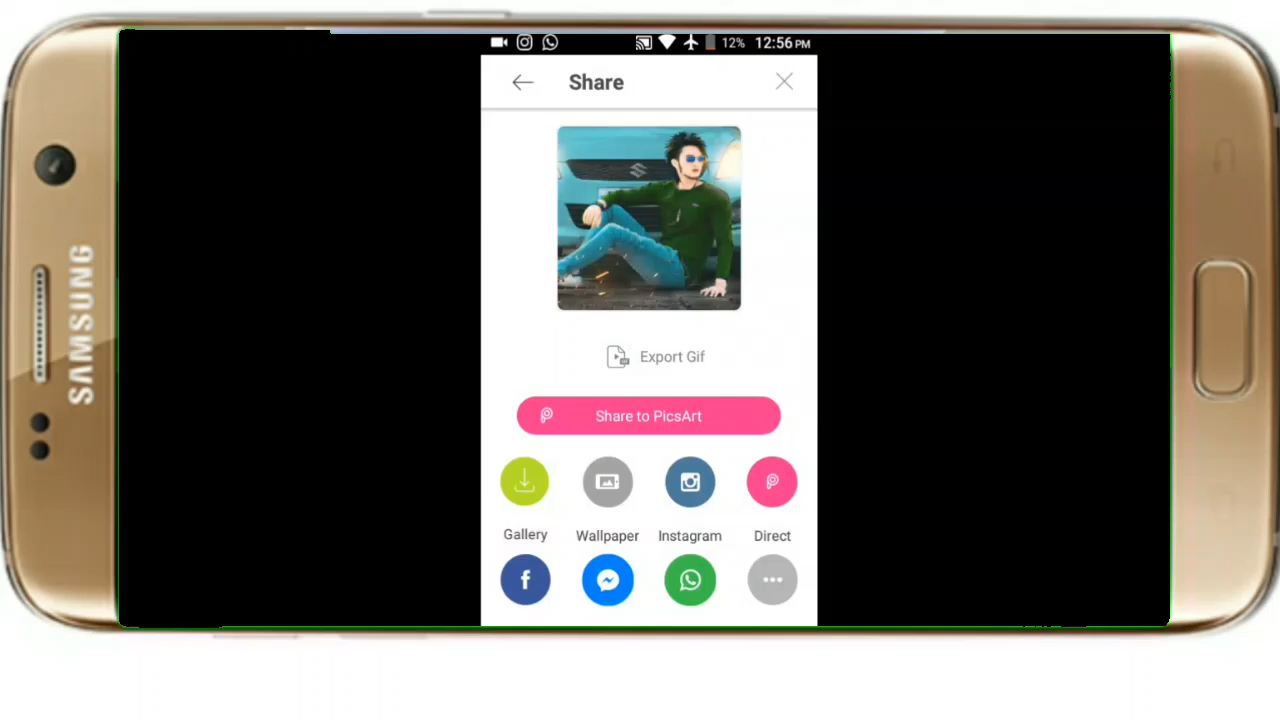 12% 12:56 PM
Share
Export Gif
Share to PicsArt
Gallery Wallpaper Instagram Direct
SAMSUNG